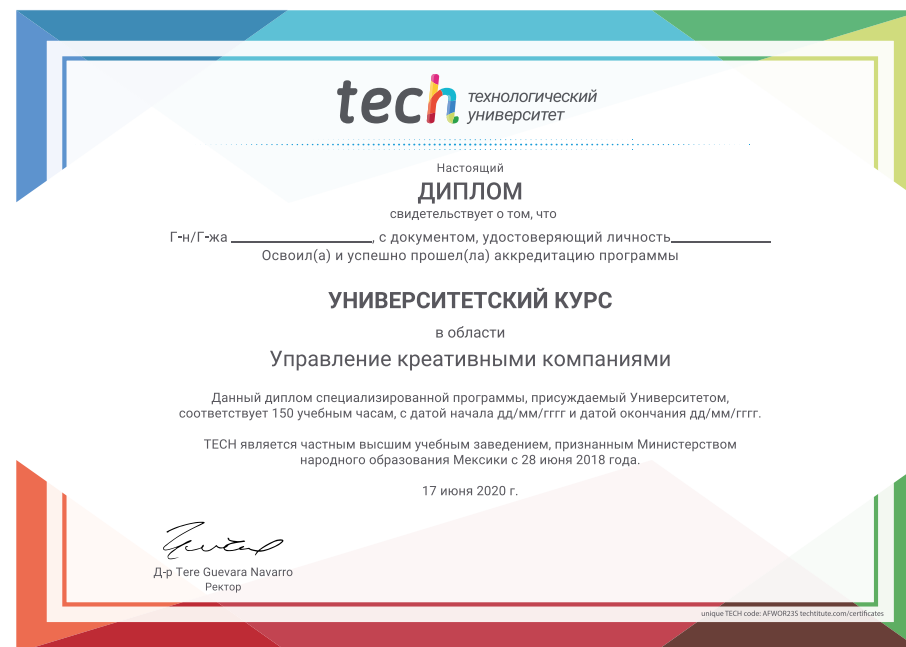 tech технологический
университет
Настоящий
ДИПЛОМ
свидетельствует о том, что
Г-н/Г-жа ____________________, с документом, удостоверяющий личность______________
Освоил(а) и успешно прошел(ла) аккредитацию программы
УНИВЕРСИТЕТСКИЙ КУРС
в области
Управление креативными компаниями
Данный диплом специализированной программы, присуждаемый Университетом,
соответствует 150 учебным часам, с датой начала дд/мм/гггг и датой окончания дд/мм/гггг.
TECH является частным высшим учебным заведением, признанным Министерством
народного образования Мексики с 28 июня 2018 года.
17 июня 2020 г.
Д-р Tere Guevara Navarro
Ректор
unique TECH code: AFWOR23S techtitute.com/certificates